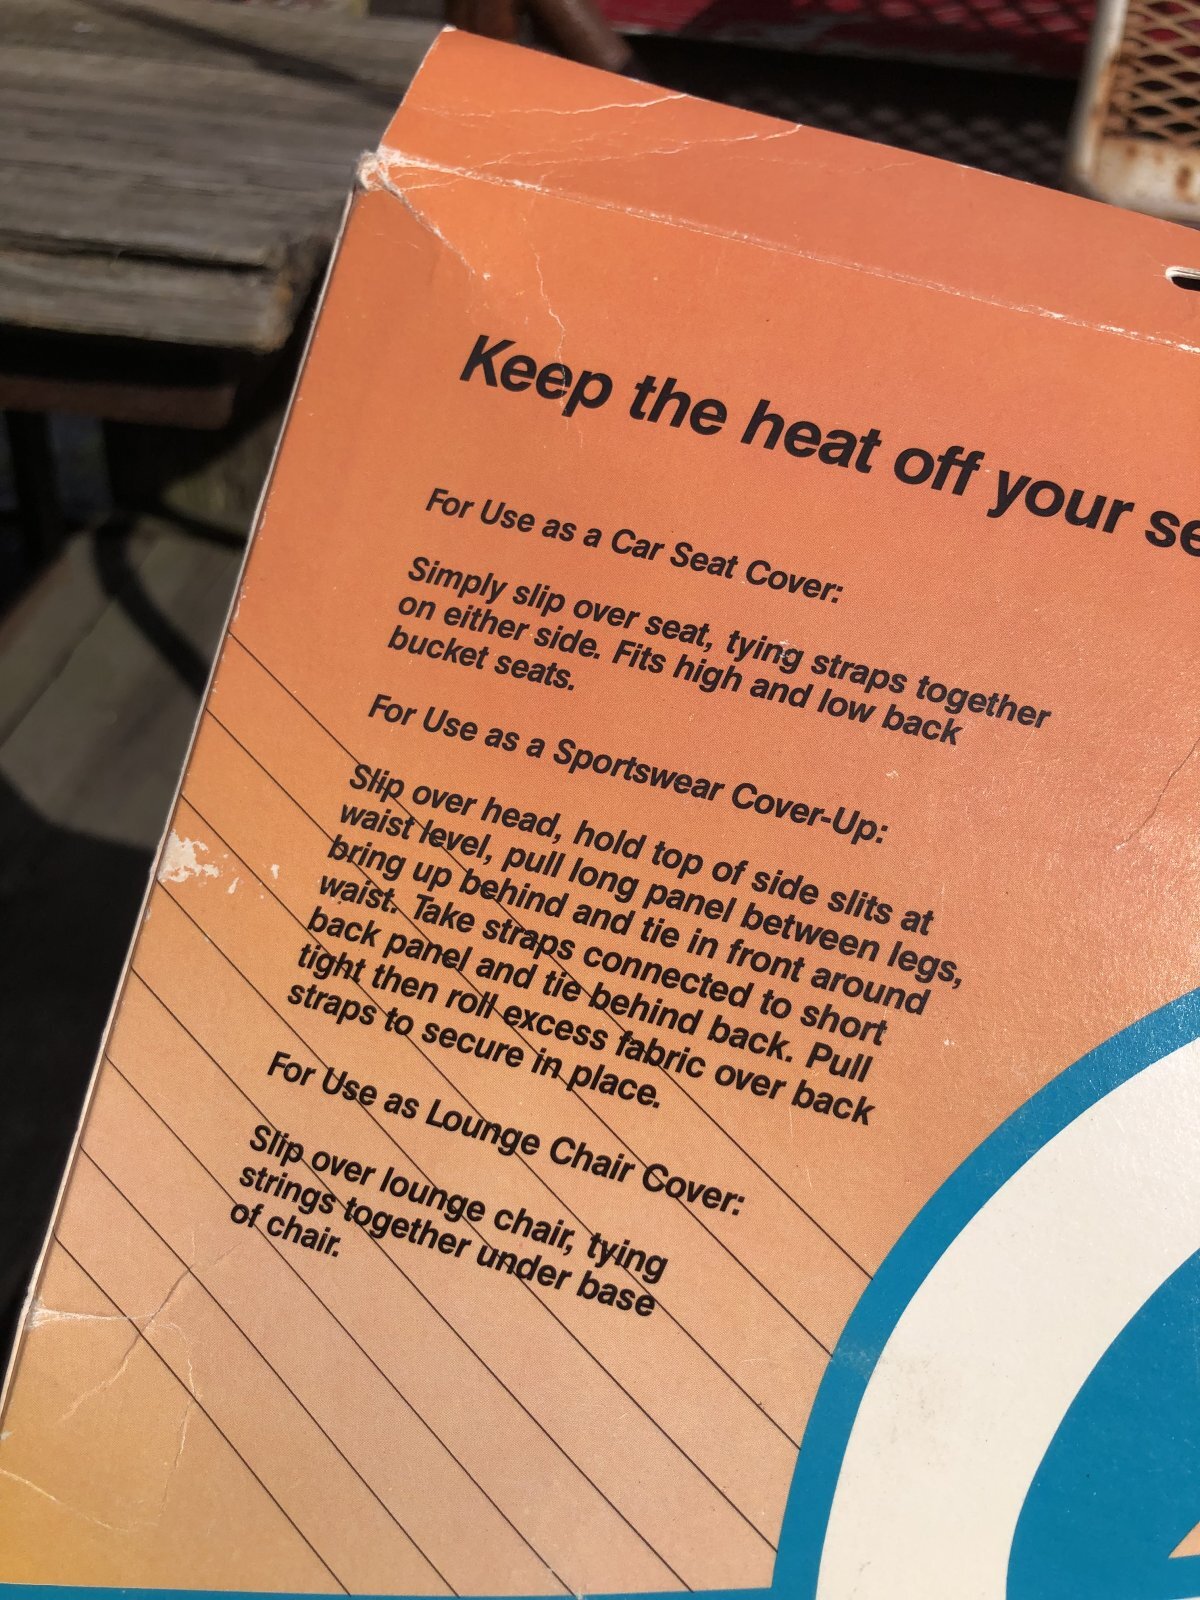 Keep the heat off your se
For Use as a Car Seat Cover:
Simply slip over seat, tying straps together
on either side. Fits high and low back
bucket seats.
For Use as a Sportswear Cover-Up:
Slip over head, hold top of side slits at
waist level, pull long panel between legs,
bring up behind and tie in front around
waist. Take straps connected to short
back panel and tie behind back. Pull
tight then roll excess fabric over back
straps to secure in place.
For Use as Lounge Chair Cover:
Slip over lounge chair, tying
strings together under base
of chair.